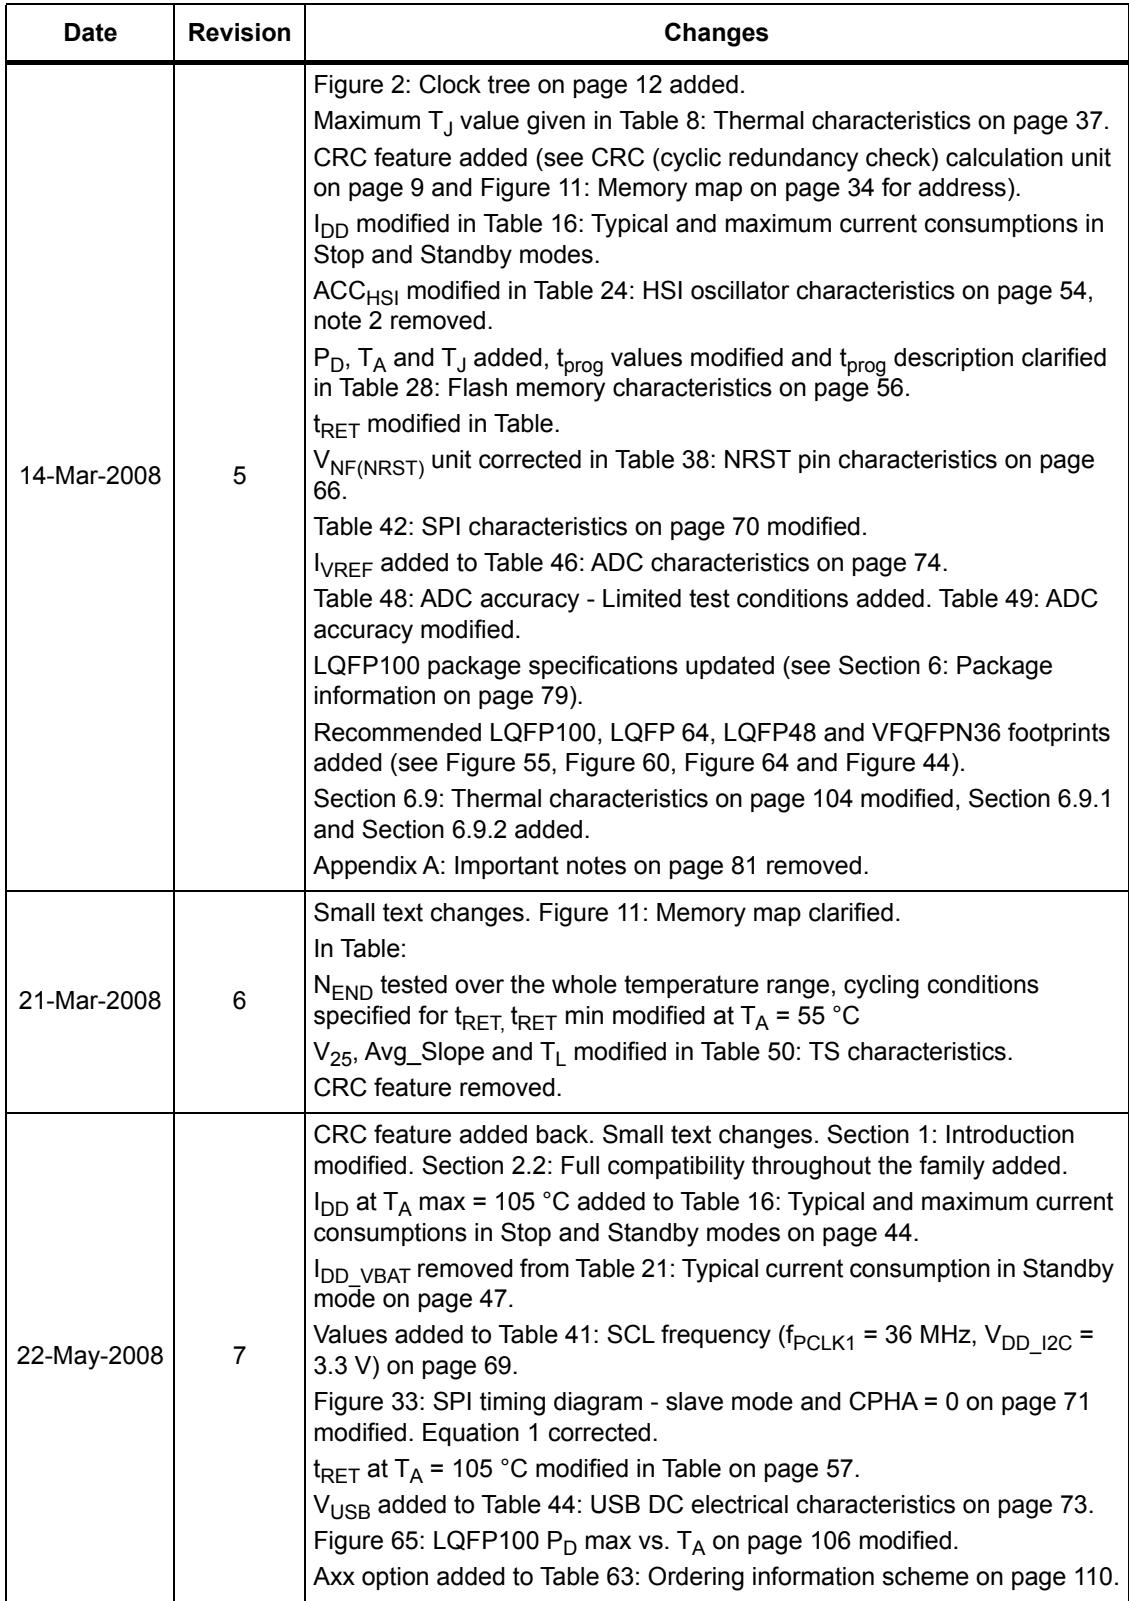 Date Revision Changes
Figure 2: Clock tree on page 12 added.
Maximum TJ value given in Table 8: Thermal characteristics on page 37.
CRC feature added (see CRC (cyclic redundancy check) calculation unit
on page 9 and Figure 11: Memory map on page 34 for address).
IDD modified in Table 16: Typical and maximum current consumptions in
Stop and Standby modes.
ACCHSI modified in Table 24: HSI oscillator characteristics on page 54,
note 2 removed.
PD, TA and TJ added, tprog values modified and tprog description clarified
in Table 28: Flash memory characteristics on page 56.
tRET modified in Table.
14-Mar-2008 5
VNF(NRST) unit corrected in Table 38: NRST pin characteristics on page
66.
Table 42: SPI characteristics on page 70 modified.
IVREF added to Table 46: ADC characteristics on page 74.
Table 48: ADC accuracy - Limited test conditions added. Table 49: ADC
accuracy modified.
LQFP100 package specifications updated (see Section 6: Package
information on page 79).
Recommended LQFP100, LQFP 64, LQFP48 and VFQFPN36 footprints
added (see Figure 55, Figure 60, Figure 64 and Figure 44).
Section 6.9: Thermal characteristics on page 104 modified, Section 6.9.1
and Section 6.9.2 added.
Appendix A: Important notes on page 81 removed.
Small text changes. Figure 11: Memory map clarified.
In Table:
21-Mar-2008 6
NEND tested over the whole temperature range, cycling conditions
specified for tRET, tRET min modified at TA = 55 °C
V25, Avg_Slope and TL modified in Table 50: TS characteristics.
CRC feature removed.
CRC feature added back. Small text changes. Section 1: Introduction
modified. Section 2.2: Full compatibility throughout the family added.
IDD at TA max = 105 °C added to Table 16: Typical and maximum current
consumptions in Stop and Standby modes on page 44.
IDD_VBAT removed from Table 21: Typical current consumption in Standby
mode on page 47.
22-May-2008 7
Values added to Table 41: SCL frequency (fPCLK1 = 36 MHz, VDD_I2C =
3.3 V) on page 69.
Figure 33: SPI timing diagram - slave mode and CPHA = 0 on page 71
modified. Equation 1 corrected.
tRET at TA = 105 °C modified in Table on page 57.
VUSB added to Table 44: USB DC electrical characteristics on page 73.
Figure 65: LQFP100 PD max vs. TA on page 106 modified.
Axx option added to Table 63: Ordering information scheme on page 110.